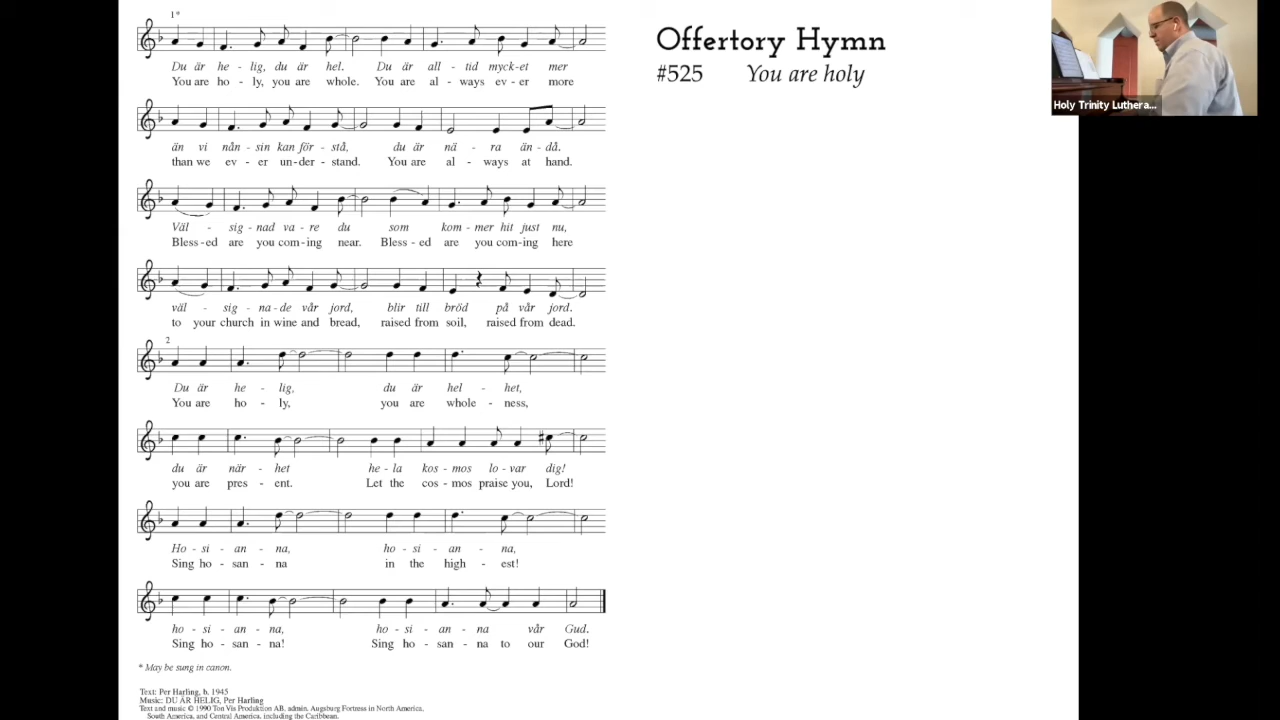 1*
Du är he - lig, du är hel. Du är all - tid myck-et mer
You are ho - ly, you are whole. You are al - ways ev - er more
än vi nån - sin kan för - stå, du är nä - ra än - då.
than we ev - er un - der - stand. You are al - ways at hand.
Väl - sig - nad va - re du som kom - mer hit just nu,
Bless - ed are you com - ing near. Bless - ed are you com - ing here
väl - sig - na - de vår jord, blir till bröd på vår jord.
to your church in wine and bread, raised from soil, raised from dead.
2
Du är he - lig, du är hel - het,
You are ho - ly, you are whole - ness,
du är när - het he - la kos - mos lo - var dig!
you are pres - ent. Let the cos - mos praise you, Lord!
Ho - si - an - na, ho - si - an - na,
Sing ho - san - na in the high - est!
ho - si - an - na, ho - si - an - na vår Gud.
Sing ho - san - na! Sing ho - san - na to our God!
* May be sung in canon.
Text: Per Harling, b. 1945
Music: DU ÄR HELIG, Per Harling
Text and music © 1990 Ton Vis Produktion AB, admin. Augsburg Fortress in North America,
South America, and Central America, including the Caribbean.
Offertory Hymn
#525 You are holy
Holy Trinity Luthera...